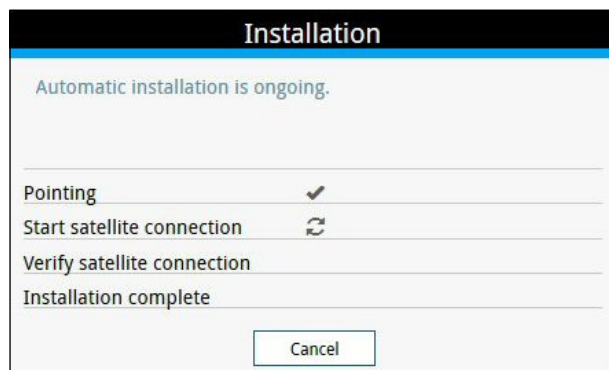 Installation
Automatic installation is ongoing.
Pointing
Start satellite connection
Verify satellite connection
Installation complete
Cancel